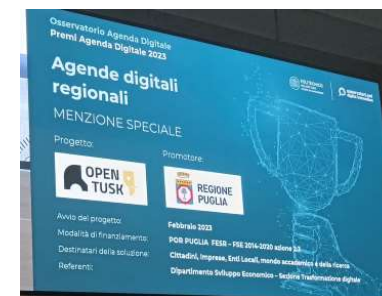 Osservatorio Agenda Digitale
Premi Agenda Digitale 2023
Agende digitali
regionali
MENZIONE SPECIALE
Progetto:
Promotore:
OPEN
TUSK
REGIONE
PUGLIA
Avvio del progetto: Febbraio 2023
Modalità di finanziamento: POR PUGLIA FESR - FSE 2014-2020 azione
Destinatari della soluzione: Cittadini, Imprese, Enti Locali, mondo accademico e della ricerca
Referenti: Dipartimento Sviluppo Economico - Sezione Trasformazione digitale